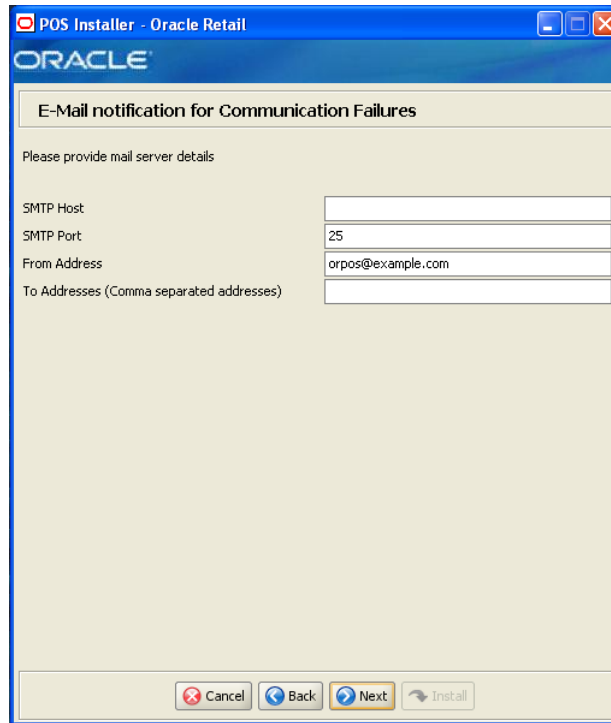 POS Installer - Oracle Retail
ORACLE
E-Mail notification for Communication Failures
Please provide mail server details
SMTP Host
SMTP Port 25
From Address orpos@example.com
To Addresses (Comma separated addresses)
Cancel Back Next Install